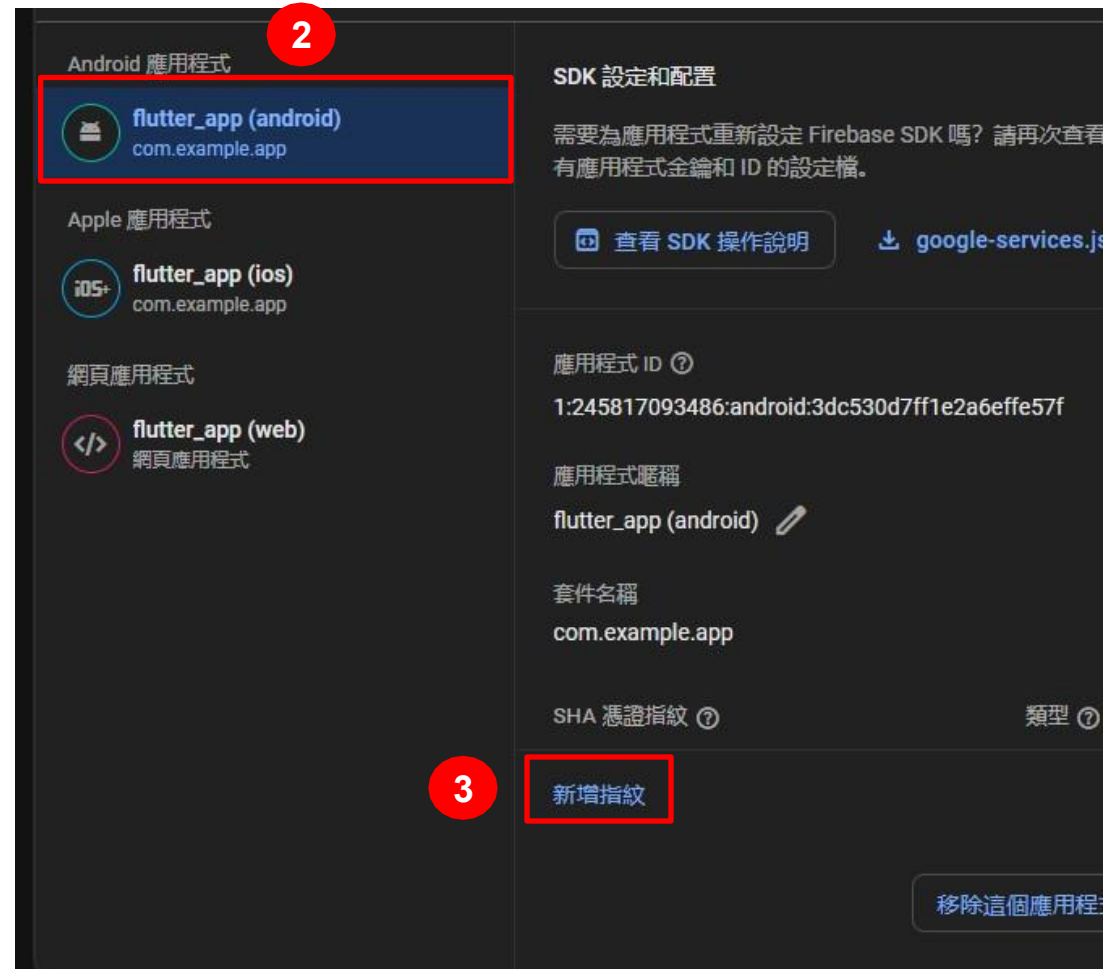 2
Android 應用程式
flutter_app (android)
com.example.app
Apple 應用程式
iOS+
flutter_app (ios)
com.example.app
網頁應用程式
</>
flutter_app (web)
網頁應用程式
SDK 設定和配置
需要為應用程式重新設定 Firebase SDK 嗎？請再次查看
有應用程式金鑰和 ID 的設定檔。
查看 SDK 操作說明
google-services.js
應用程式 ID
1:245817093486:android:3dc530d7ff1e2a6effe57f
應用程式暱稱
flutter_app (android)
套件名稱
com.example.app
SHA 憑證指紋
類型
3
新增指紋
移除這個應用程式